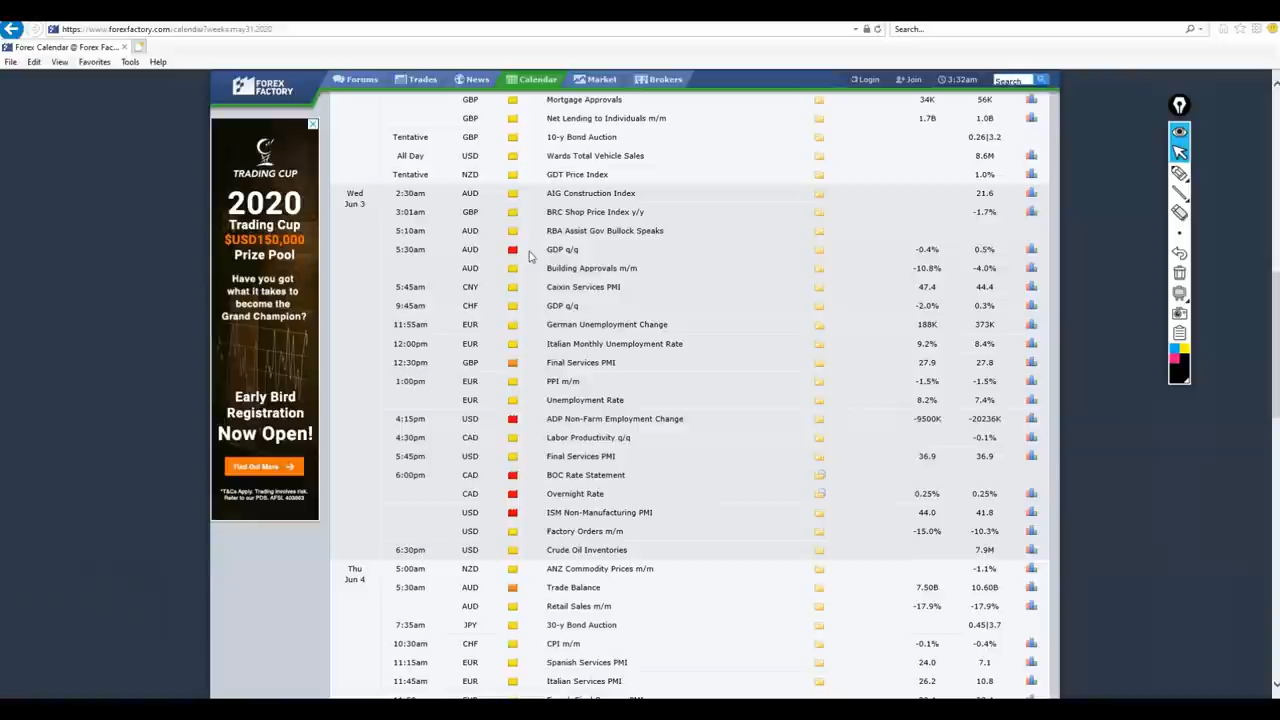 https://www.forexfactory.com/calendar?week=may31.2020
Search...
Forex Calendar @ Forex Fac...
File Edit View Favorites Tools Help
FOREX FACTORY
Forums Trades News Calendar Market Brokers Login Join 3:32am Search
TRADING CUP
2020
Trading Cup
$USD150,000
Prize Pool
Have you got
what it takes to
become the
Grand Champion?
Early Bird
Registration
Now Open!
Find Out More
*T&Cs Apply. Trading involves risk.
Refer to our PDS. AFSL 403863
GBP Mortgage Approvals 34K 56K
GBP Net Lending to Individuals m/m 1.7B 1.0B
Tentative GBP 10-y Bond Auction 0.26|3.2
All Day USD Wards Total Vehicle Sales 8.6M
Tentative NZD GDT Price Index 1.0%
Wed Jun 3 2:30am AUD AIG Construction Index 21.6
3:01am GBP BRC Shop Price Index y/y -1.7%
5:10am AUD RBA Assist Gov Bullock Speaks
5:30am AUD GDP q/q -0.4% 0.5%
AUD Building Approvals m/m -10.8% -4.0%
5:45am CNY Caixin Services PMI 47.4 44.4
9:45am CHF GDP q/q -2.0% 0.3%
11:55am EUR German Unemployment Change 188K 373K
12:00pm EUR Italian Monthly Unemployment Rate 9.2% 8.4%
12:30pm GBP Final Services PMI 27.9 27.8
1:00pm EUR PPI m/m -1.5% -1.5%
EUR Unemployment Rate 8.2% 7.4%
4:15pm USD ADP Non-Farm Employment Change -9500K -20236K
4:30pm CAD Labor Productivity q/q -0.1%
5:45pm USD Final Services PMI 36.9 36.9
6:00pm CAD BOC Rate Statement
CAD Overnight Rate 0.25% 0.25%
USD ISM Non-Manufacturing PMI 44.0 41.8
USD Factory Orders m/m -15.0% -10.3%
6:30pm USD Crude Oil Inventories 7.9M
Thu Jun 4 5:00am NZD ANZ Commodity Prices m/m -1.1%
5:30am AUD Trade Balance 7.50B 10.60B
AUD Retail Sales m/m -17.9% -17.9%
7:35am JPY 30-y Bond Auction 0.45|3.7
10:30am CHF CPI m/m -0.1% -0.4%
11:15am EUR Spanish Services PMI 24.0 7.1
11:45am EUR Italian Services PMI 26.2 10.8